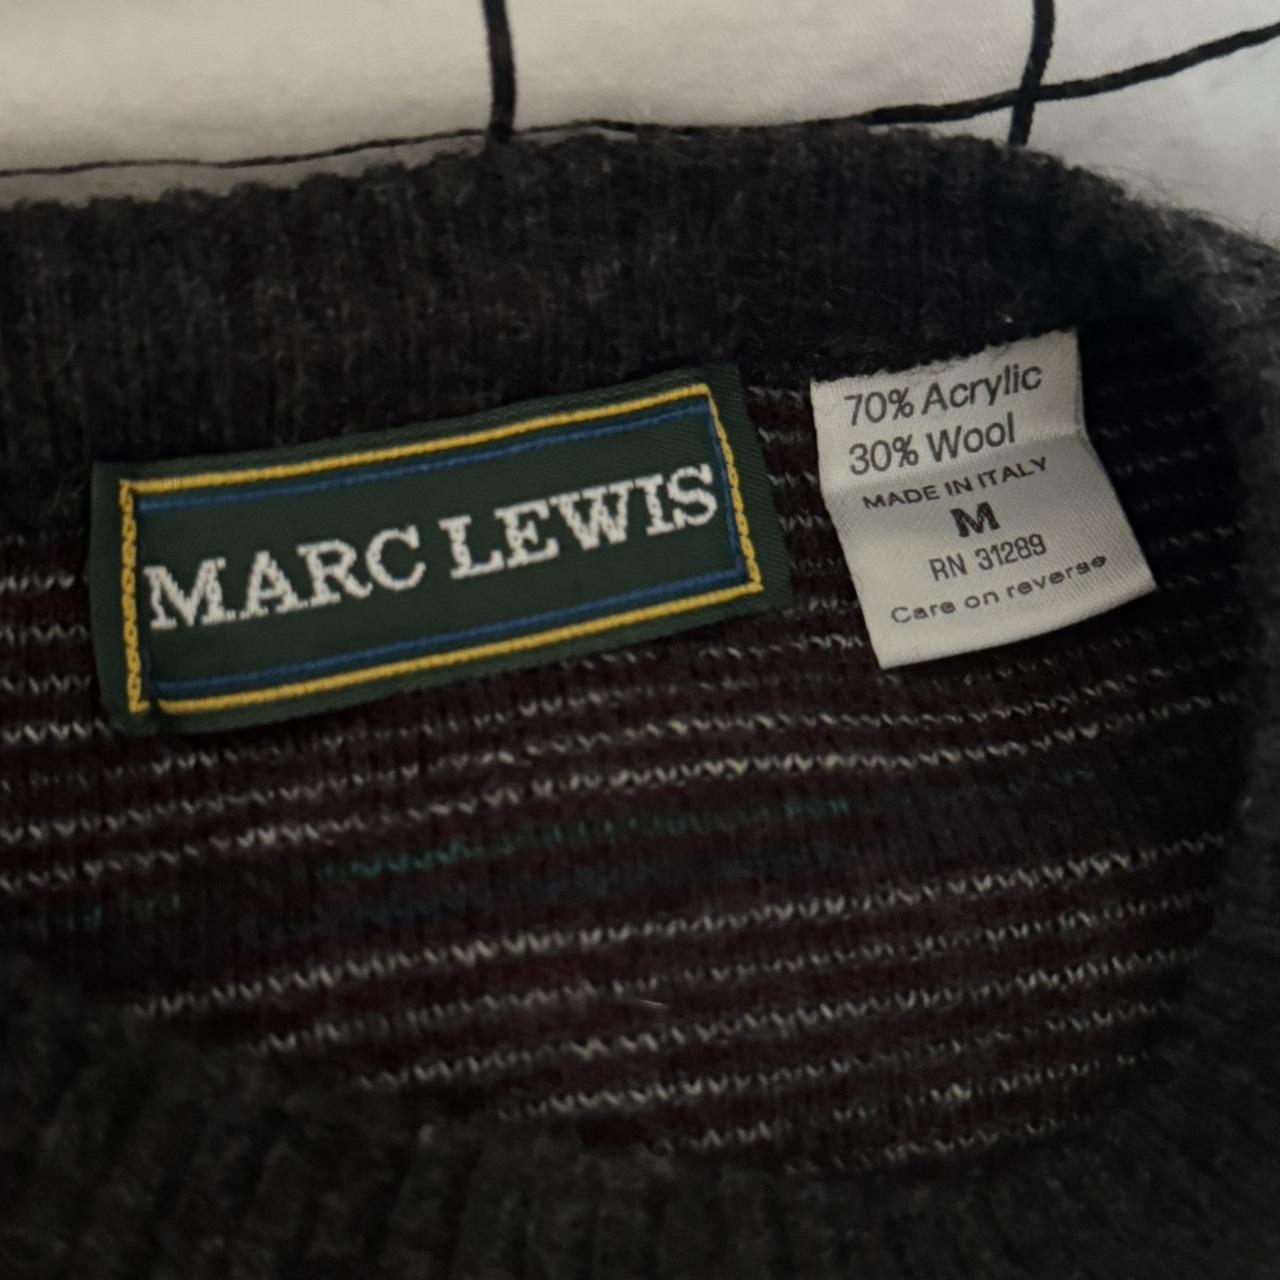 MARC LEWIS
70% Acrylic
30% Wool
MADE IN ITALY
M
RN 31289
Care on reverse